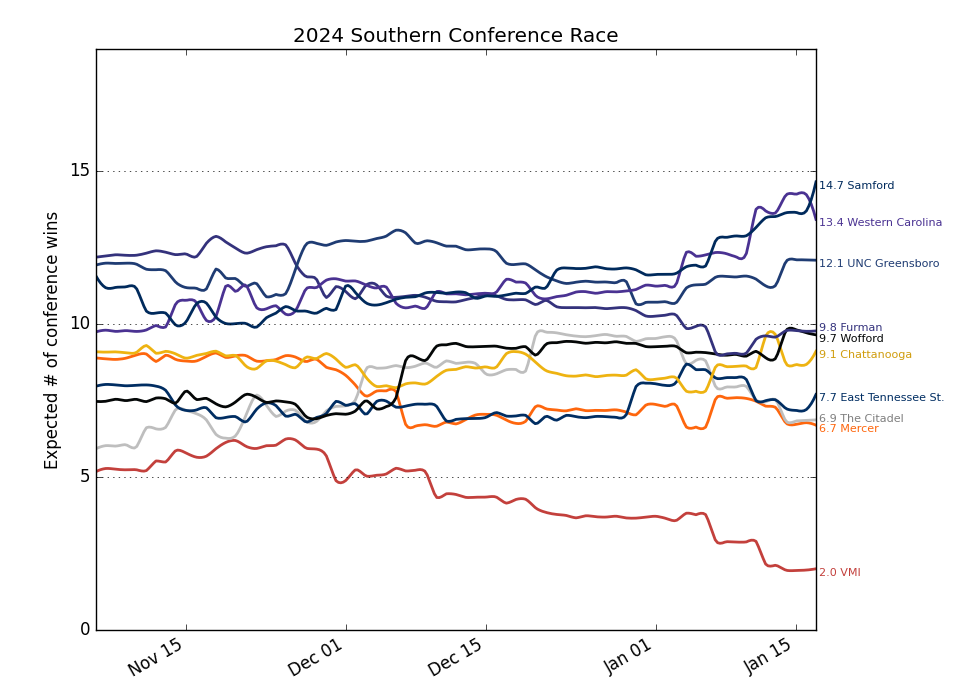 2024 Southern Conference Race
Expected # of conference wins
15
10
5
0
14.7 Samford
13.4 Western Carolina
12.1 UNC Greensboro
9.8 Furman
9.7 Wofford
9.1 Chattanooga
7.7 East Tennessee St.
6.9 The Citadel
6.7 Mercer
2.0 VMI
Nov 15
Dec 01
Dec 15
Jan 01
Jan 15